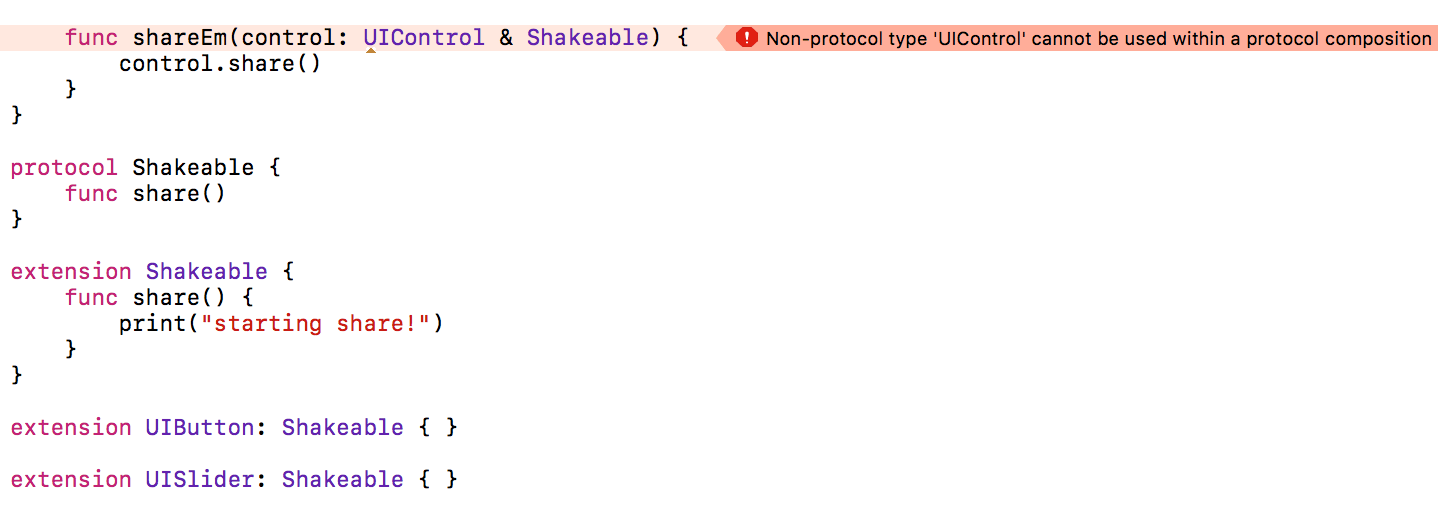 func shareEm(control: UIControl & Shakeable) { Non-protocol type 'UIControl' cannot be used within a protocol composition
control.share()
}
}
protocol Shakeable {
func share()
}
extension Shakeable {
func share() {
print("starting share!")
}
}
extension UIButton: Shakeable { }
extension UISlider: Shakeable { }